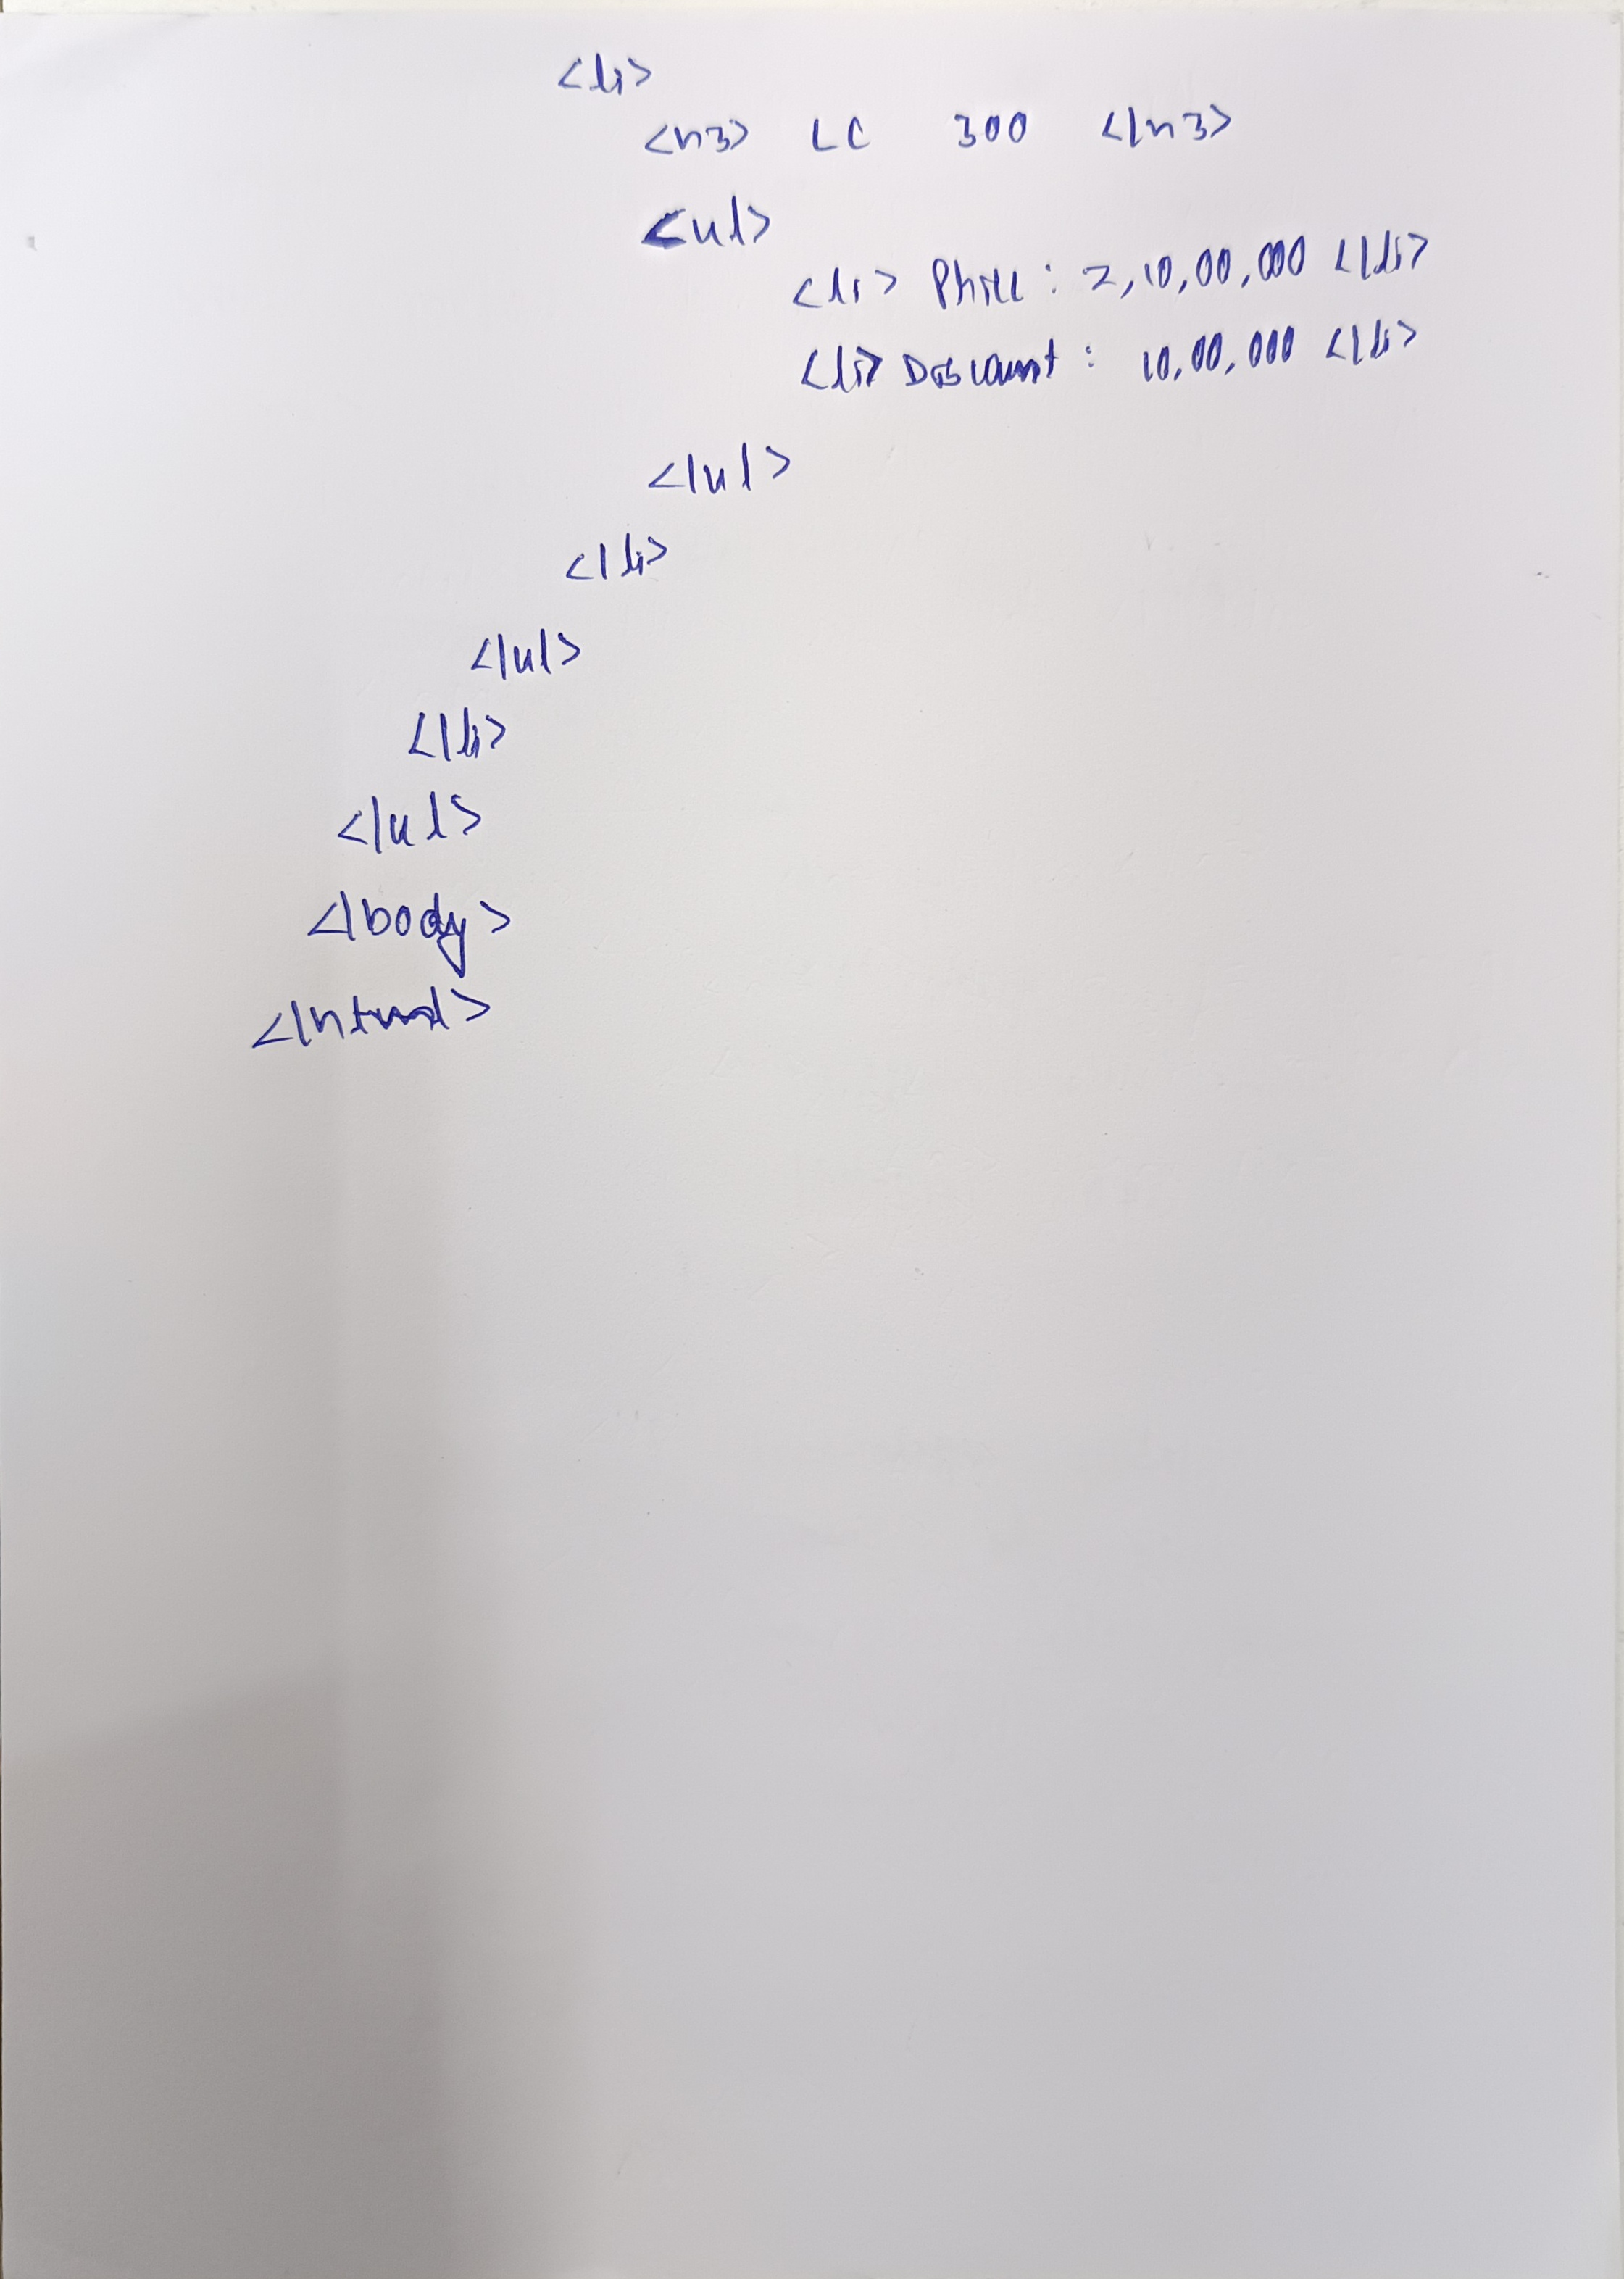 <li>
<h3> LC 300 </h3>
<ul>
<li> Price : 2,10,00,000 </li>
<li> Discount : 10,00,000 </li>
</ul>
</li>
</ul>
</li>
</ul>
</body>
</html>